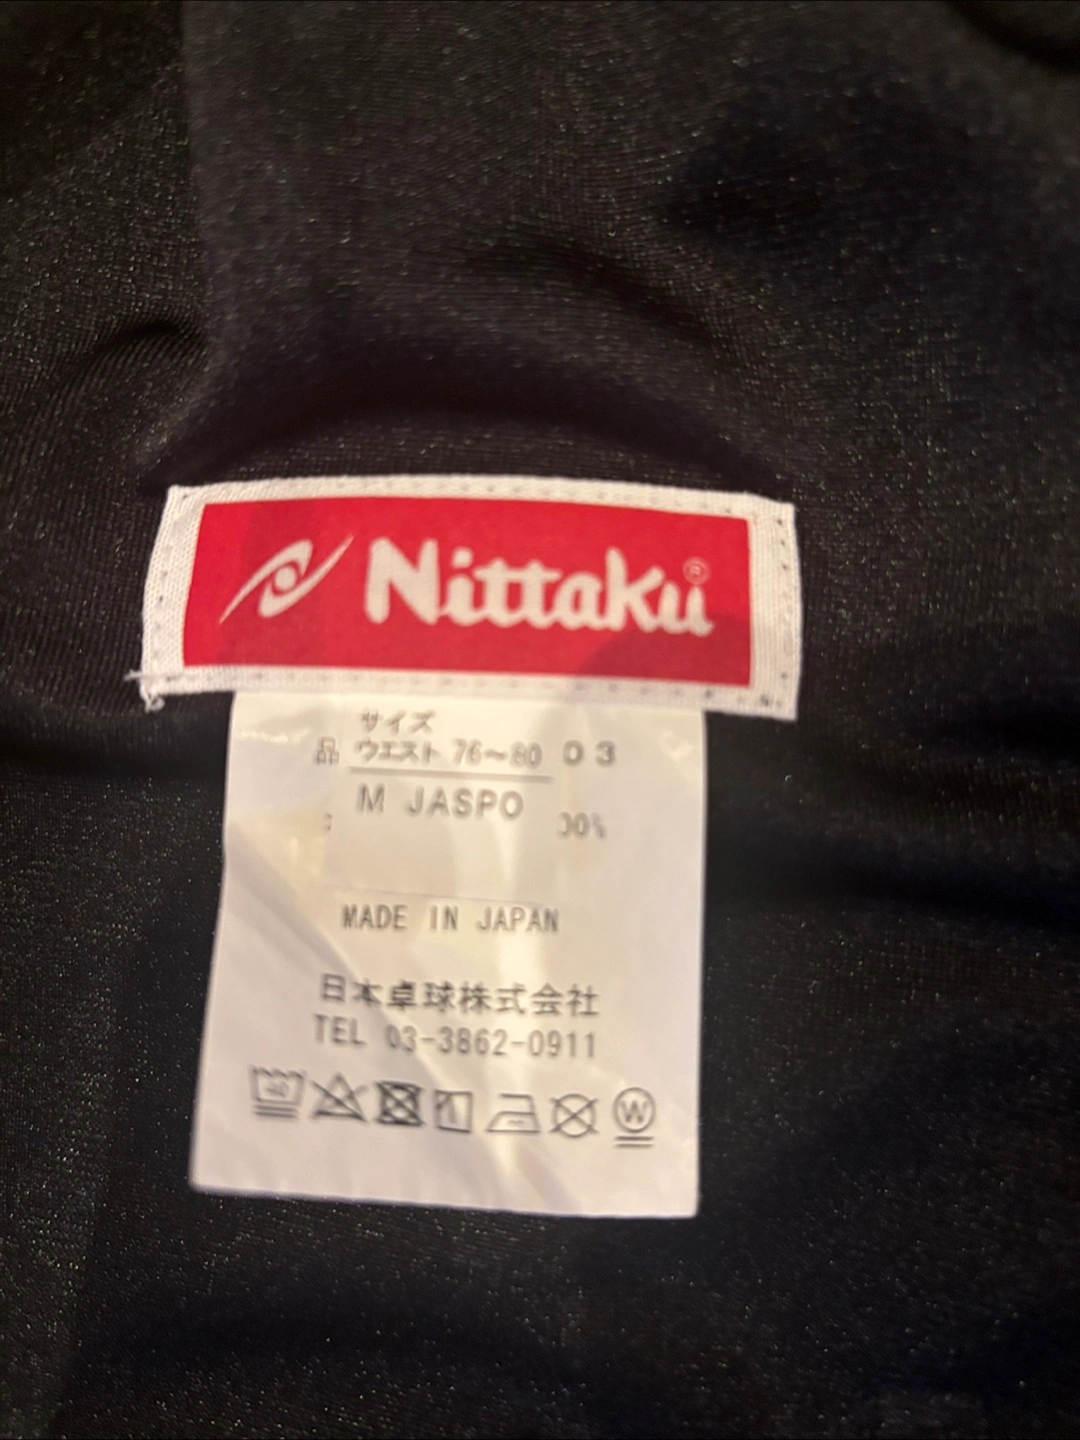 Nittaku®
サイズ
品 ウエスト 76〜80 03
M JASPO
00%
MADE IN JAPAN
日本卓球株式会社
TEL 03-3862-0911
40 W